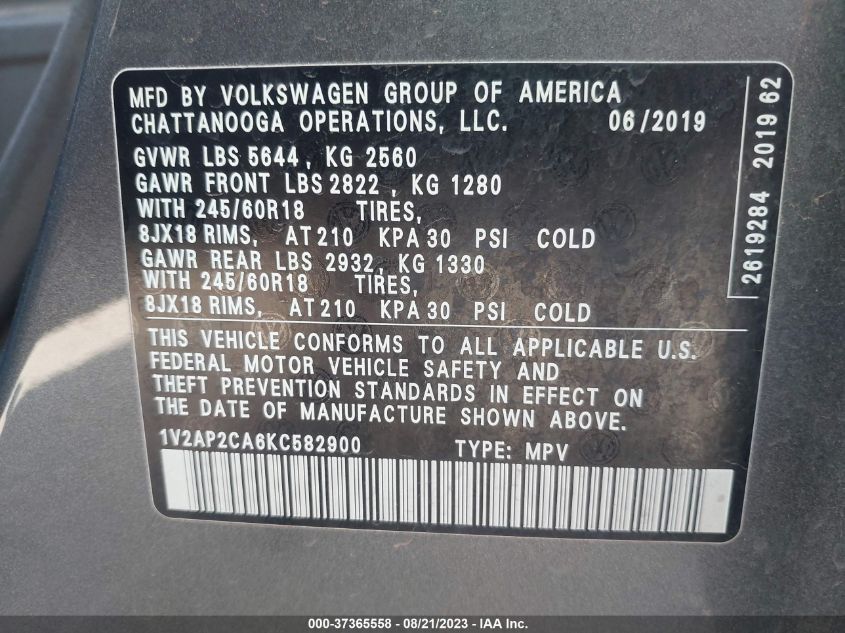 MFD BY VOLKSWAGEN GROUP OF AMERICA
CHATTANOOGA OPERATIONS, LLC. 06/2019
GVWR LBS 5644, KG 2560
GAWR FRONT LBS 2822, KG 1280
WITH 245/60R18 TIRES,
8JX18 RIMS, AT 210 KPA 30 PSI COLD
GAWR REAR LBS 2932, KG 1330
WITH 245/60R18 TIRES,
8JX18 RIMS, AT 210 KPA 30 PSI COLD
THIS VEHICLE CONFORMS TO ALL APPLICABLE U.S.
FEDERAL MOTOR VEHICLE SAFETY AND
THEFT PREVENTION STANDARDS IN EFFECT ON
THE DATE OF MANUFACTURE SHOWN ABOVE.
1V2AP2CA6KC582900 TYPE: MPV
2619284 2019 62
000-37365558 - 08/21/2023 - IAA Inc.